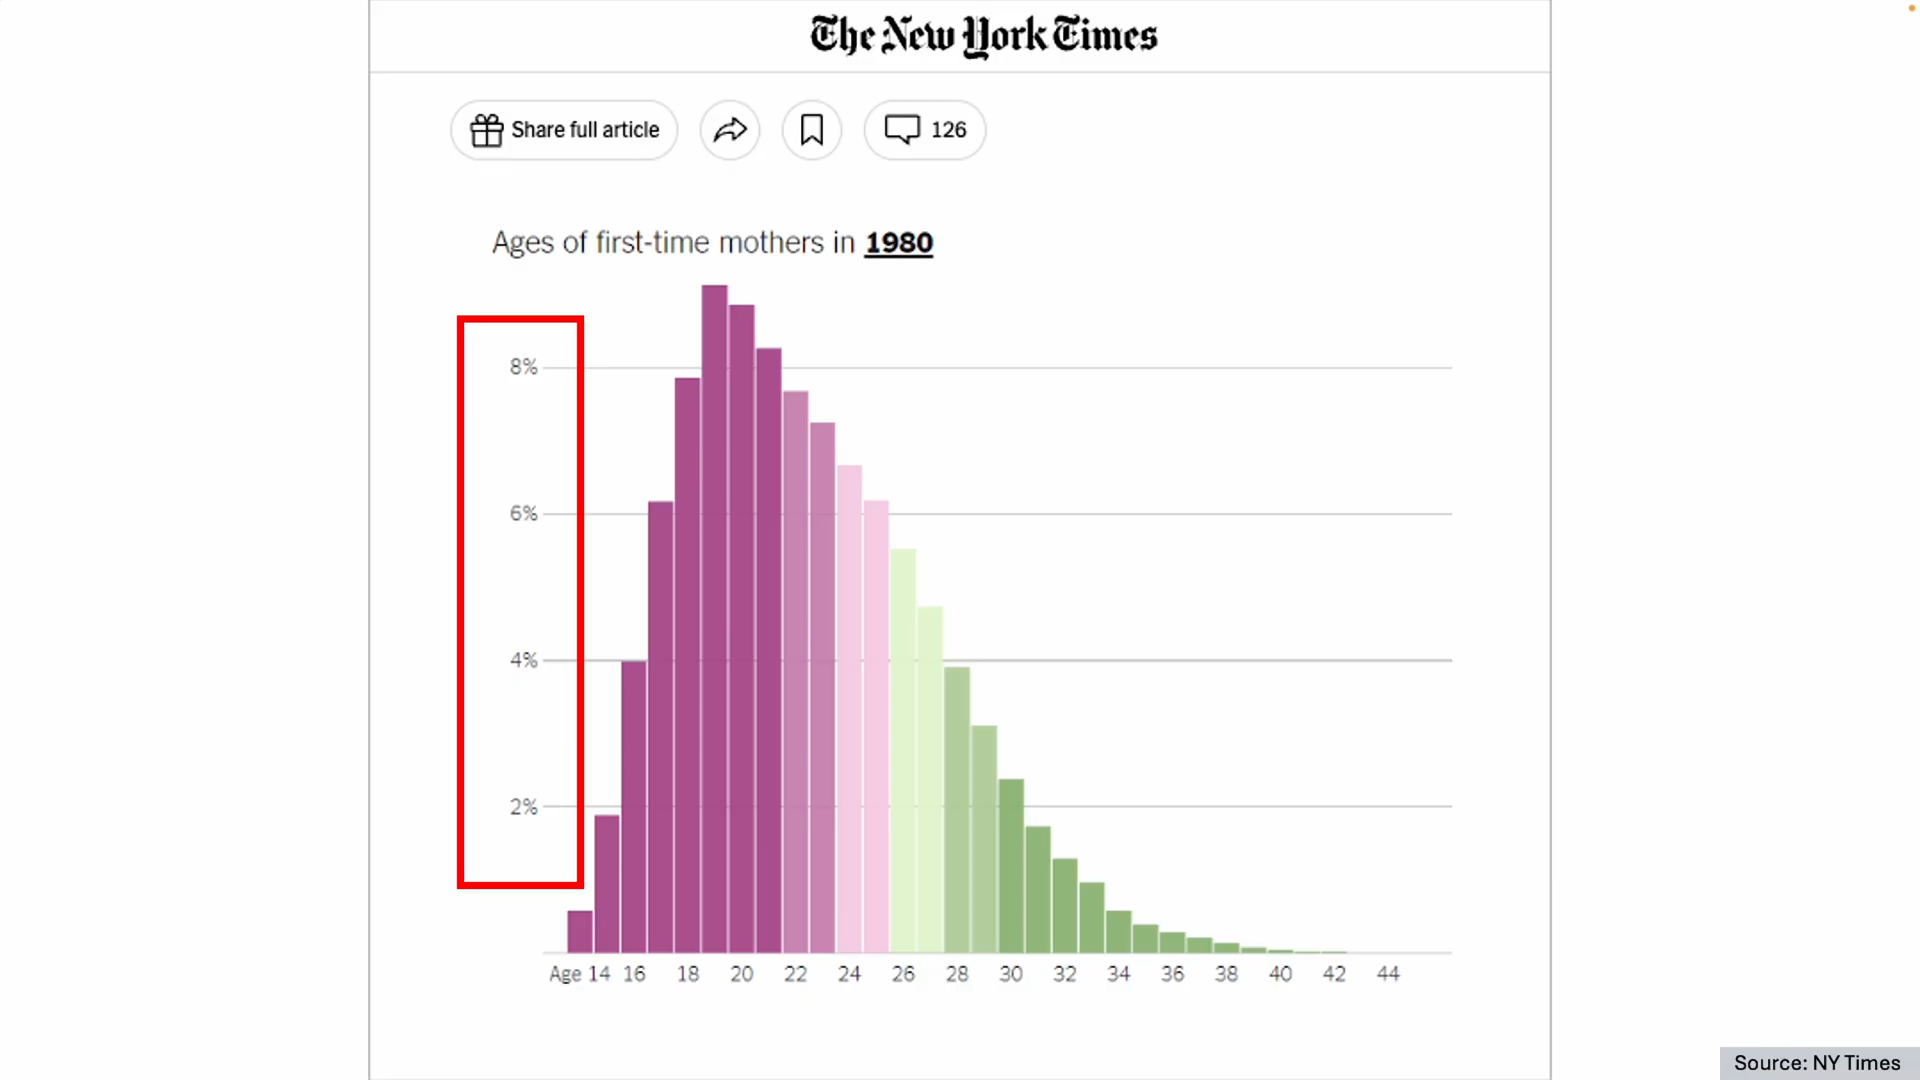 The New York Times
Share full article
126
Ages of first-time mothers in 1980
8%
6%
4%
2%
Age 14 16 18 20 22 24 26 28 30 32 34 36 38 40 42 44
Source: NY Times